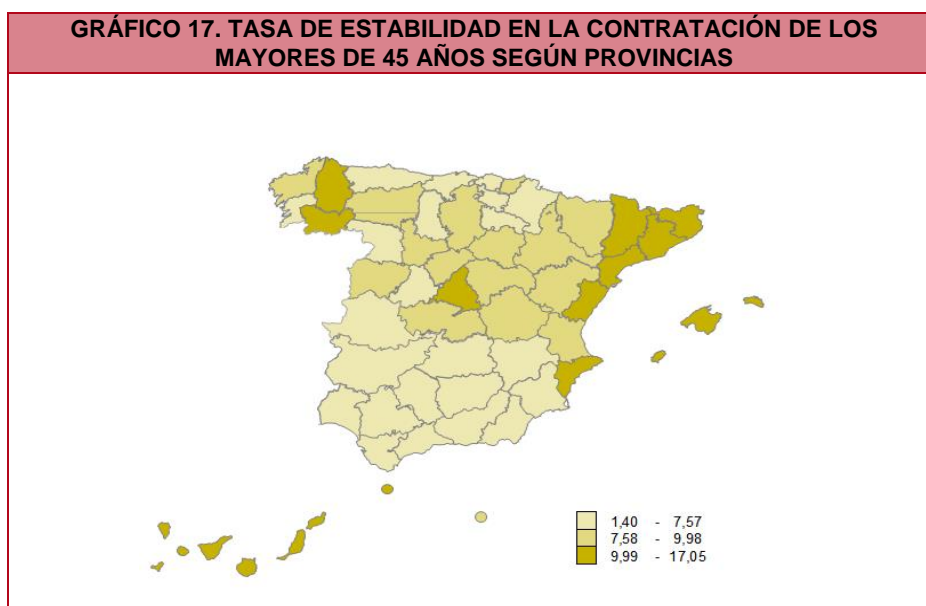 GRÁFICO 17. TASA DE ESTABILIDAD EN LA CONTRATACIÓN DE LOS
MAYORES DE 45 AÑOS SEGÚN PROVINCIAS
1,40 - 7,57
7,58 - 9,98
9,99 - 17,05